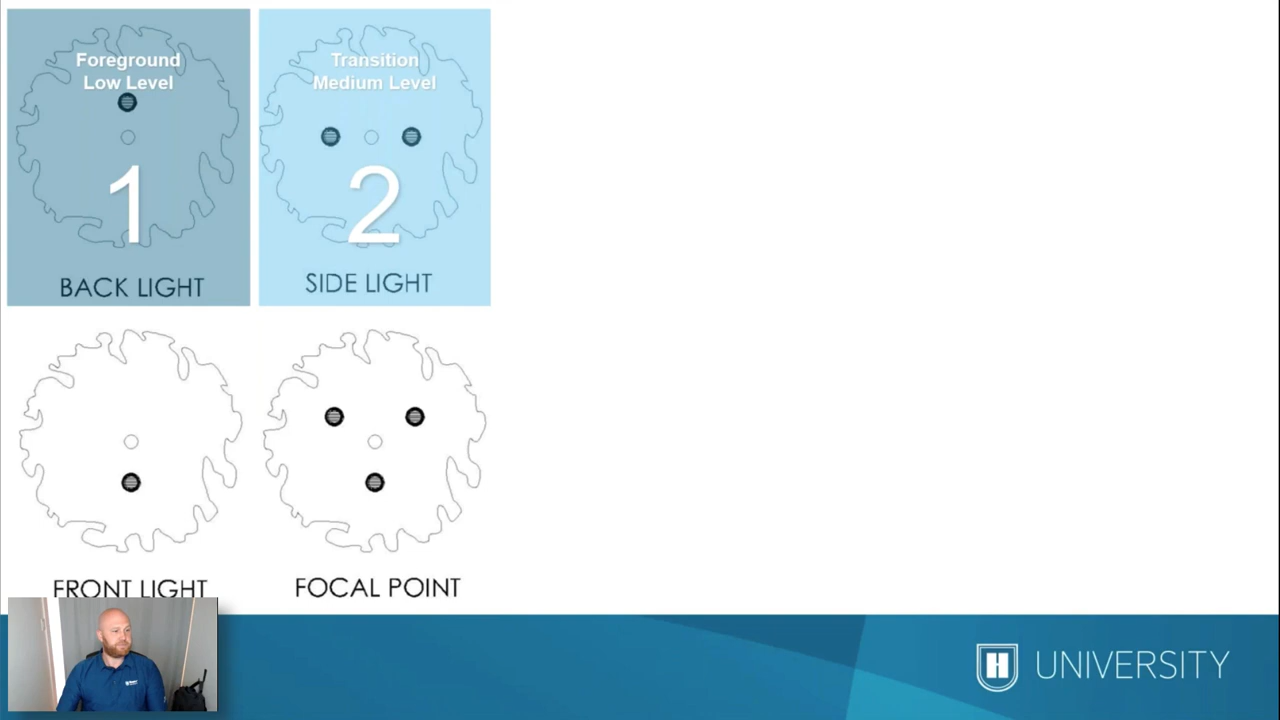 Foreground
Low Level
1
BACK LIGHT
Transition
Medium Level
2
SIDE LIGHT
FRONT LIGHT
FOCAL POINT
H UNIVERSITY